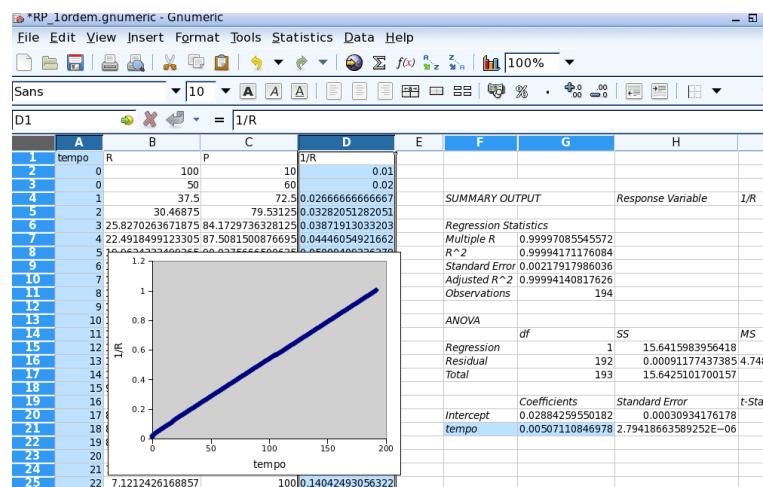 *RP_1ordem.gnumeric - Gnumeric
File Edit View Insert Format Tools Statistics Data Help
f(x) 100%
Sans 10 A A A
D1 = 1/R
A B C D E F G H
1 tempo R P 1/R
2 0 100 10 0.01
3 0 50 60 0.02
4 1 37.5 72.5 0.02666666666667 SUMMARY OUTPUT Response Variable 1/R
5 2 30.46875 79.53125 0.03282051282051
6 3 25.8270263671875 84.1729736328125 0.03871913033203 Regression Statistics
7 4 22.4918499123305 87.5081500876695 0.04446054921662 Multiple R 0.99997085545572
8 5 R^2 0.99994171176084
9 6 Standard Error 0.00217917986036
10 7 Adjusted R^2 0.99994140817626
11 8 Observations 194
12 9
13 10 ANOVA
14 11 df SS MS
15 12 Regression 1 15.6415983956418
16 13 Residual 192 0.00091177437385 4.748
17 14 Total 193 15.6425101700157
18 15
19 16 Coefficients Standard Error t-Sta
20 17 Intercept 0.02884259550182 0.00030934176178
21 18 tempo 0.00507110846978 2.79418663589252E−06
22 19
23 20
24 21
25 22 7.1212426168857 100 0.14042493056322
1.2
1
0.8
0.6
0.4
0.2
0
1/R
0 50 100 150 200
tempo